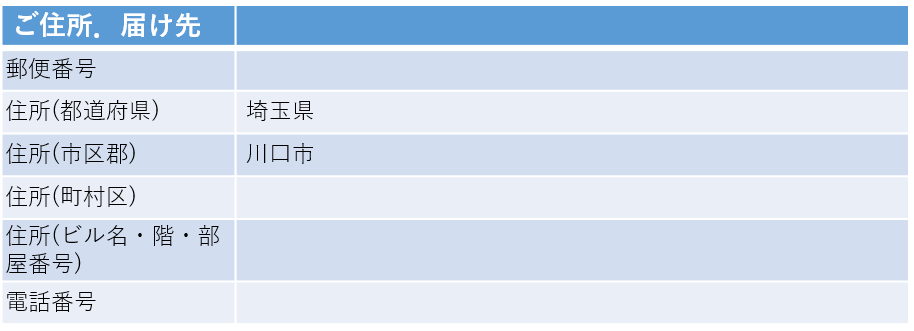 ご住所．届け先
郵便番号
住所(都道府県) 埼玉県
住所(市区郡) 川口市
住所(町村区)
住所(ビル名・階・部
屋番号)
電話番号